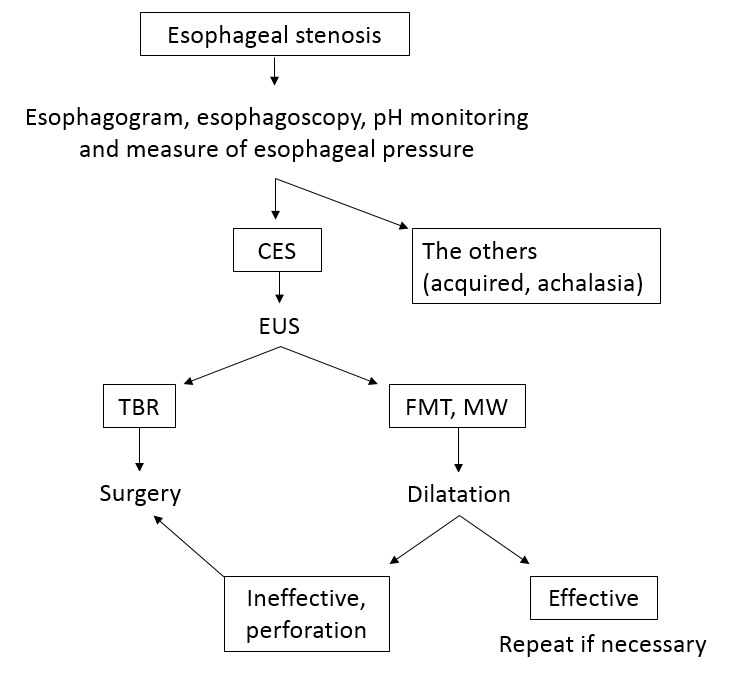 Esophageal stenosis
Esophagogram, esophagoscopy, pH monitoring
and measure of esophageal pressure
CES
The others
(acquired, achalasia)
EUS
TBR
FMT, MW
Surgery
Dilatation
Ineffective,
perforation
Effective
Repeat if necessary